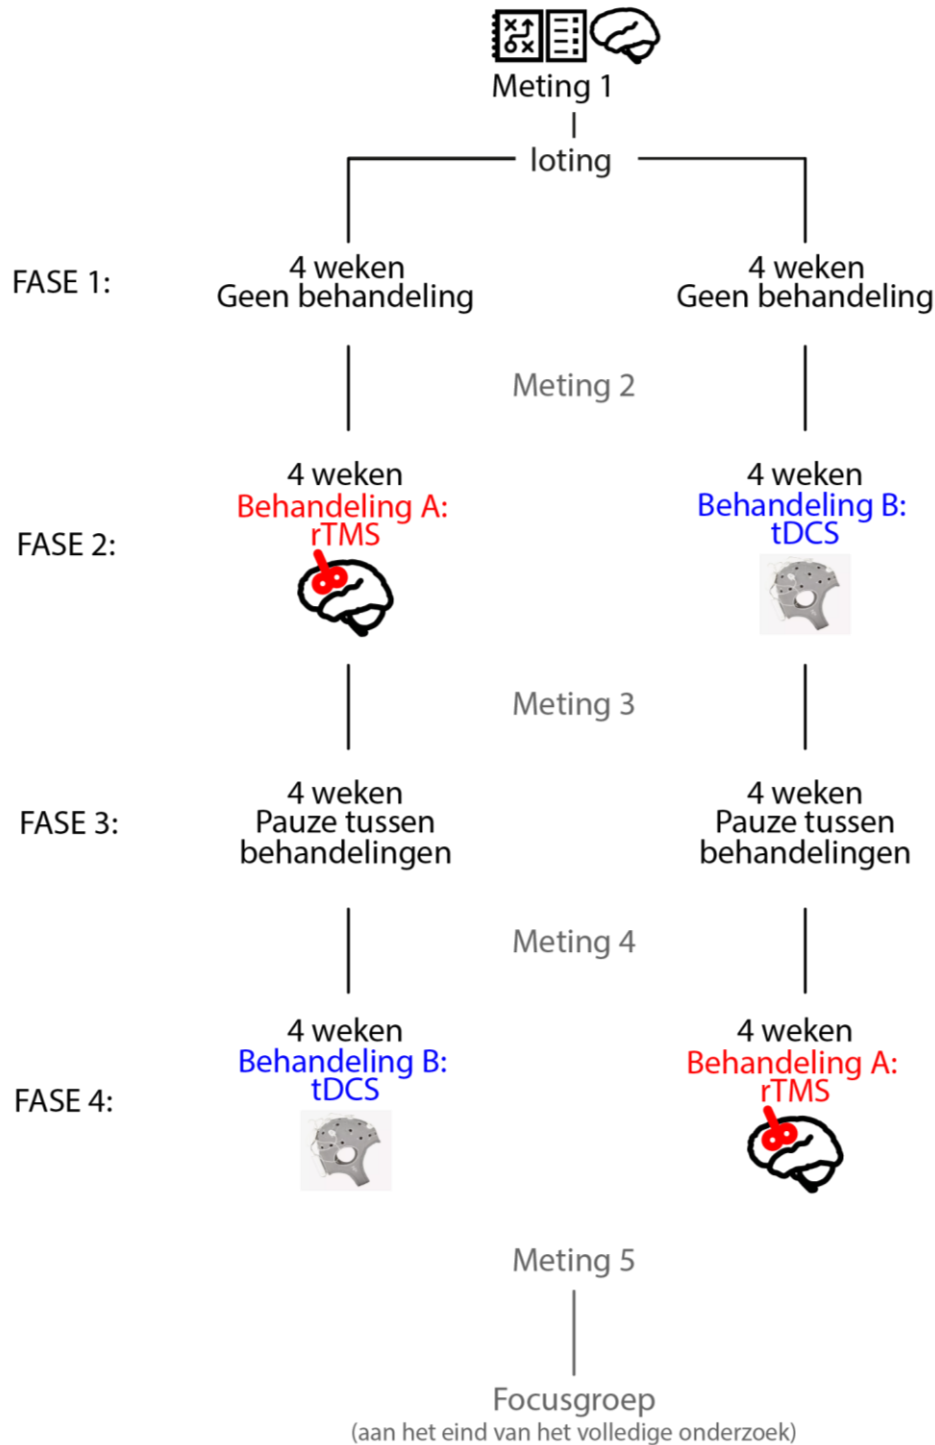 Meting 1
loting
FASE 1:
4 weken
Geen behandeling
4 weken
Geen behandeling
Meting 2
FASE 2:
4 weken
Behandeling A:
rTMS
4 weken
Behandeling B:
tDCS
Meting 3
FASE 3:
4 weken
Pauze tussen
behandelingen
4 weken
Pauze tussen
behandelingen
Meting 4
FASE 4:
4 weken
Behandeling B:
tDCS
4 weken
Behandeling A:
rTMS
Meting 5
Focusgroep
(aan het eind van het volledige onderzoek)